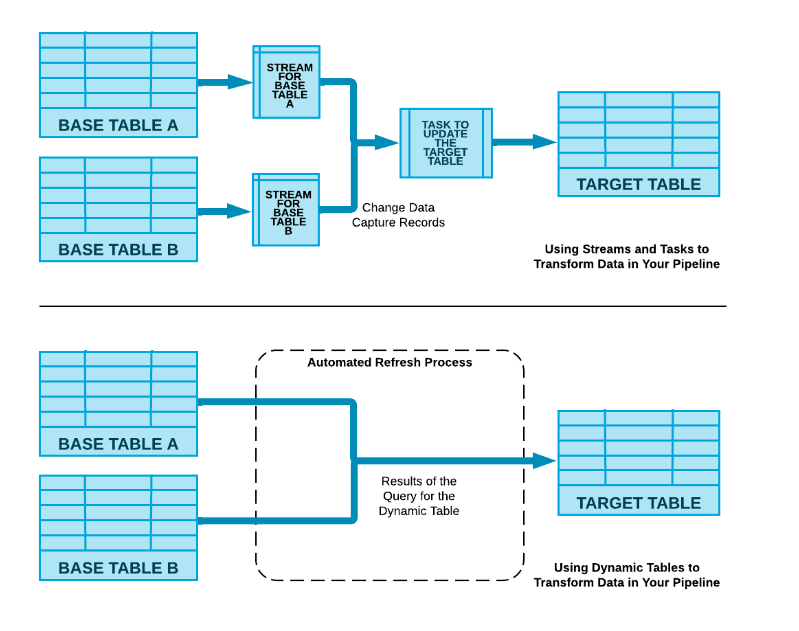 BASE TABLE A
STREAM
FOR
BASE
TABLE
A
BASE TABLE B
STREAM
FOR
BASE
TABLE
B
Change Data
Capture Records
TASK TO
UPDATE
THE
TARGET
TABLE
TARGET TABLE
Using Streams and Tasks to
Transform Data in Your Pipeline
Automated Refresh Process
BASE TABLE A
BASE TABLE B
Results of the
Query for the
Dynamic Table
TARGET TABLE
Using Dynamic Tables to
Transform Data in Your Pipeline